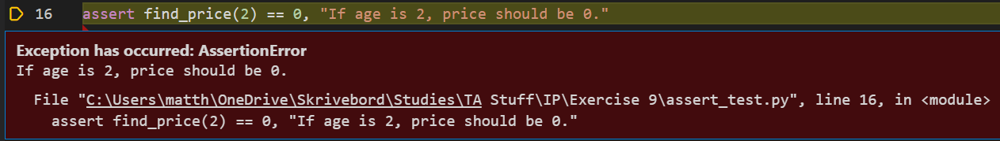 16 assert find_price(2) == 0, "If age is 2, price should be 0."
Exception has occurred: AssertionError
If age is 2, price should be 0.
File "C:\Users\matth\OneDrive\Skrivebord\Studies\TA Stuff\IP\Exercise 9\assert_test.py", line 16, in <module>
assert find_price(2) == 0, "If age is 2, price should be 0."